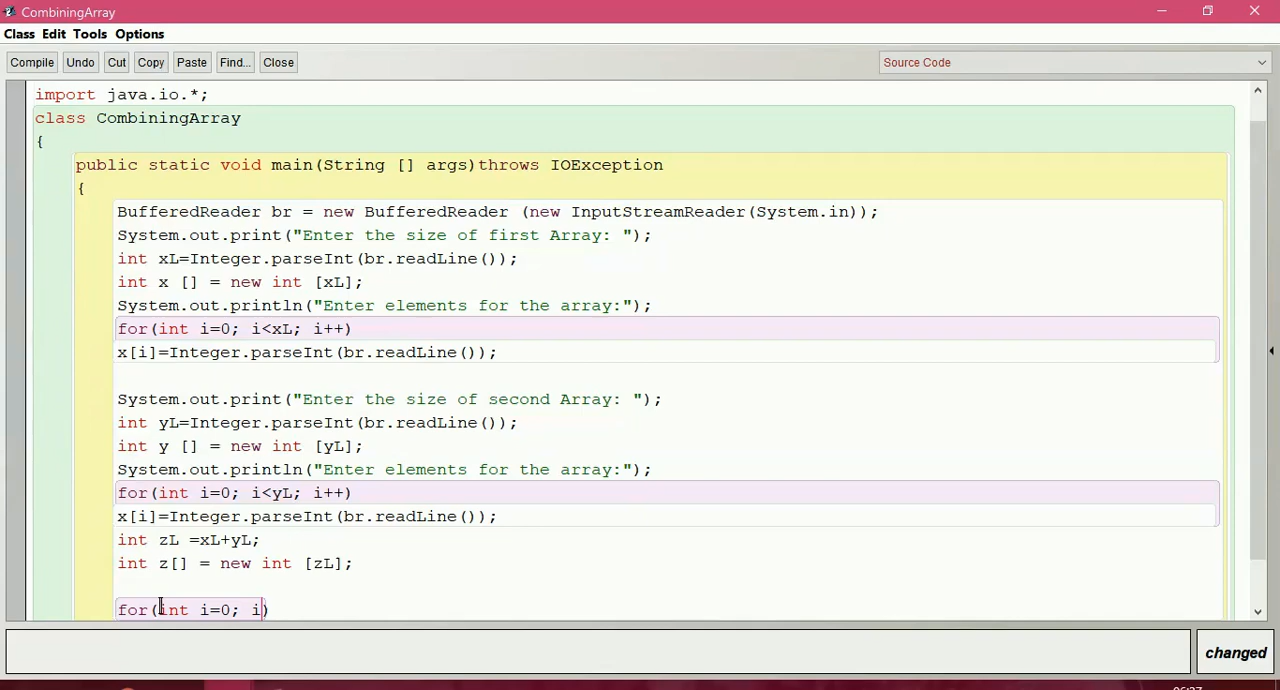 CombiningArray
Class Edit Tools Options
Compile Undo Cut Copy Paste Find... Close Source Code
import java.io.*;
class CombiningArray
{
public static void main(String [] args)throws IOException
{
BufferedReader br = new BufferedReader (new InputStreamReader(System.in));
System.out.print("Enter the size of first Array: ");
int xL=Integer.parseInt(br.readLine());
int x [] = new int [xL];
System.out.println("Enter elements for the array:");
for(int i=0; i<xL; i++)
x[i]=Integer.parseInt(br.readLine());
System.out.print("Enter the size of second Array: ");
int yL=Integer.parseInt(br.readLine());
int y [] = new int [yL];
System.out.println("Enter elements for the array:");
for(int i=0; i<yL; i++)
x[i]=Integer.parseInt(br.readLine());
int zL =xL+yL;
int z[] = new int [zL];
for(int i=0; i)
changed